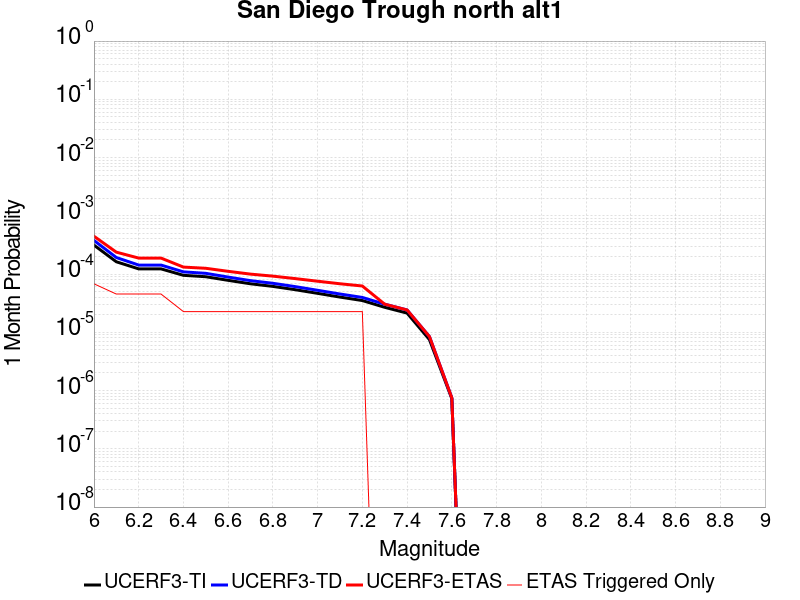 San Diego Trough north alt1
10^0
10^-1
10^-2
10^-3
10^-4
10^-5
10^-6
10^-7
10^-8
1 Month Probability
6 6.2 6.4 6.6 6.8 7 7.2 7.4 7.6 7.8 8 8.2 8.4 8.6 8.8 9
Magnitude
UCERF3-TI UCERF3-TD UCERF3-ETAS ETAS Triggered Only